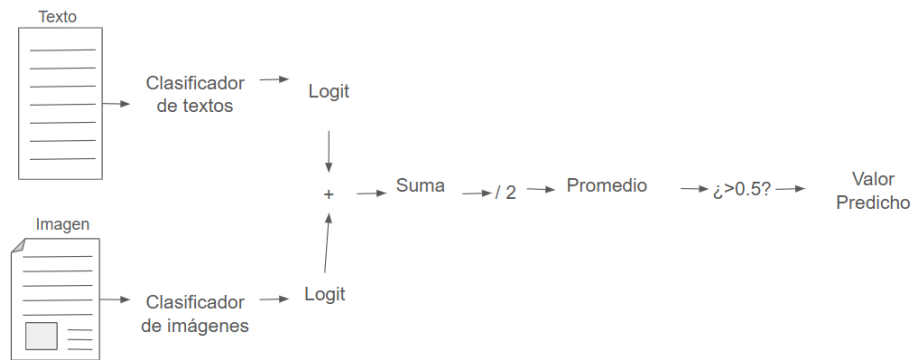 Texto
Clasificador
de textos
Logit
+
Suma
/ 2
Promedio
¿>0.5?
Valor
Predicho
Imagen
Clasificador
de imágenes
Logit